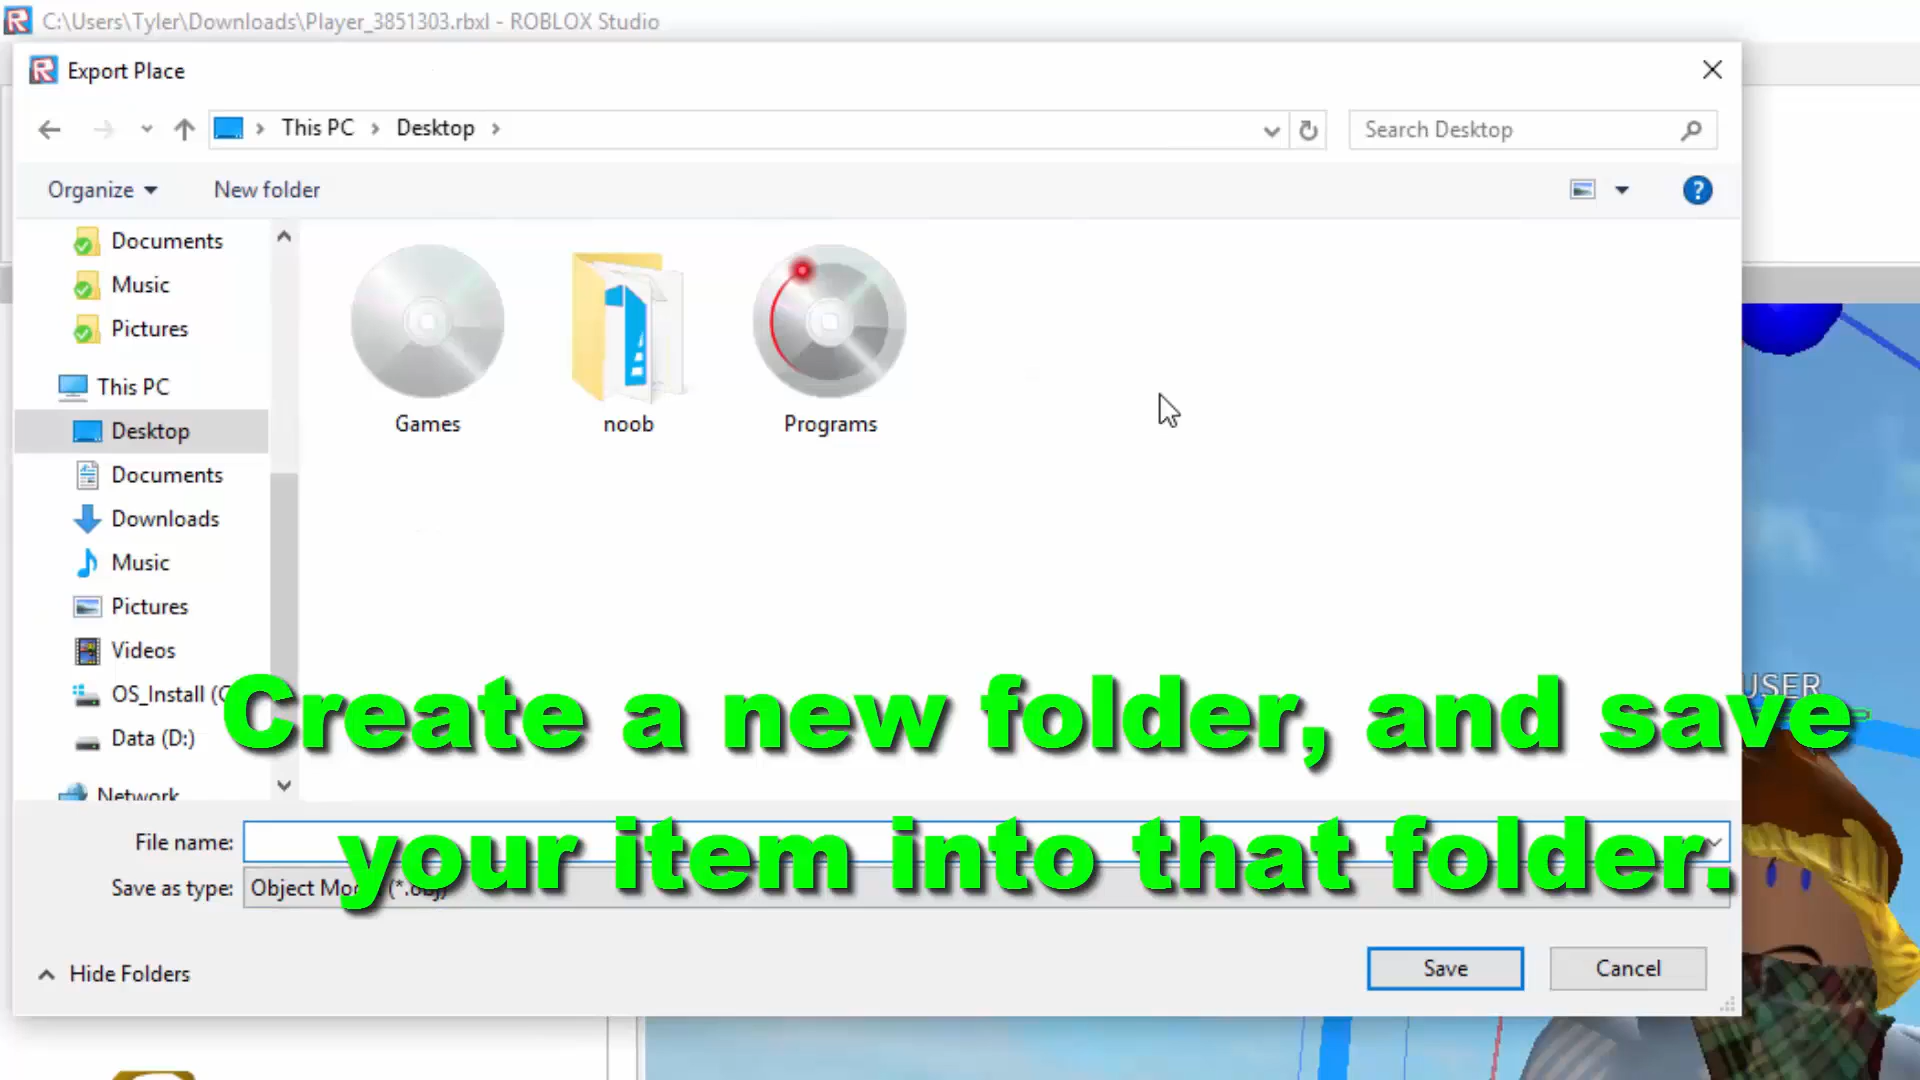 C:\Users\Tyler\Downloads\Player_3851303.rbxl - ROBLOX Studio
Export Place
This PC
Desktop
Search Desktop
Organize
New folder
Documents
Music
Pictures
This PC
Desktop
Documents
Downloads
Music
Pictures
Videos
OS_Install (C
Data (D:)
Network
Games
noob
Programs
USER
Create a new folder, and save
your item into that folder.
File name:
Save as type:
Object Mo (*.obj)
Hide Folders
Save
Cancel